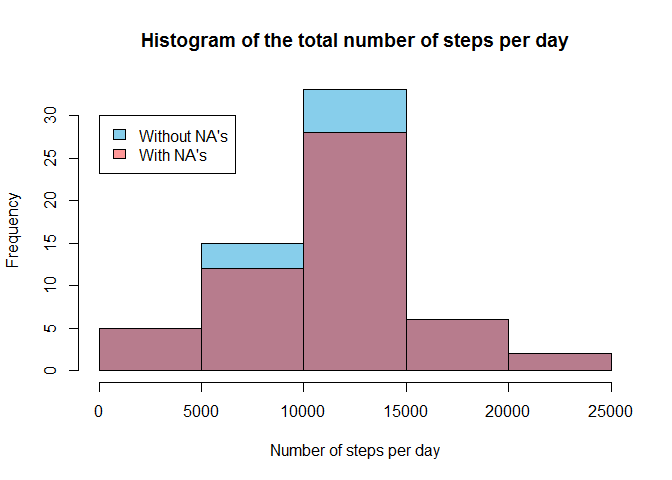 Histogram of the total number of steps per day
Without NA's
With NA's
Frequency
30
25
20
15
10
5
0
0 5000 10000 15000 20000 25000
Number of steps per day